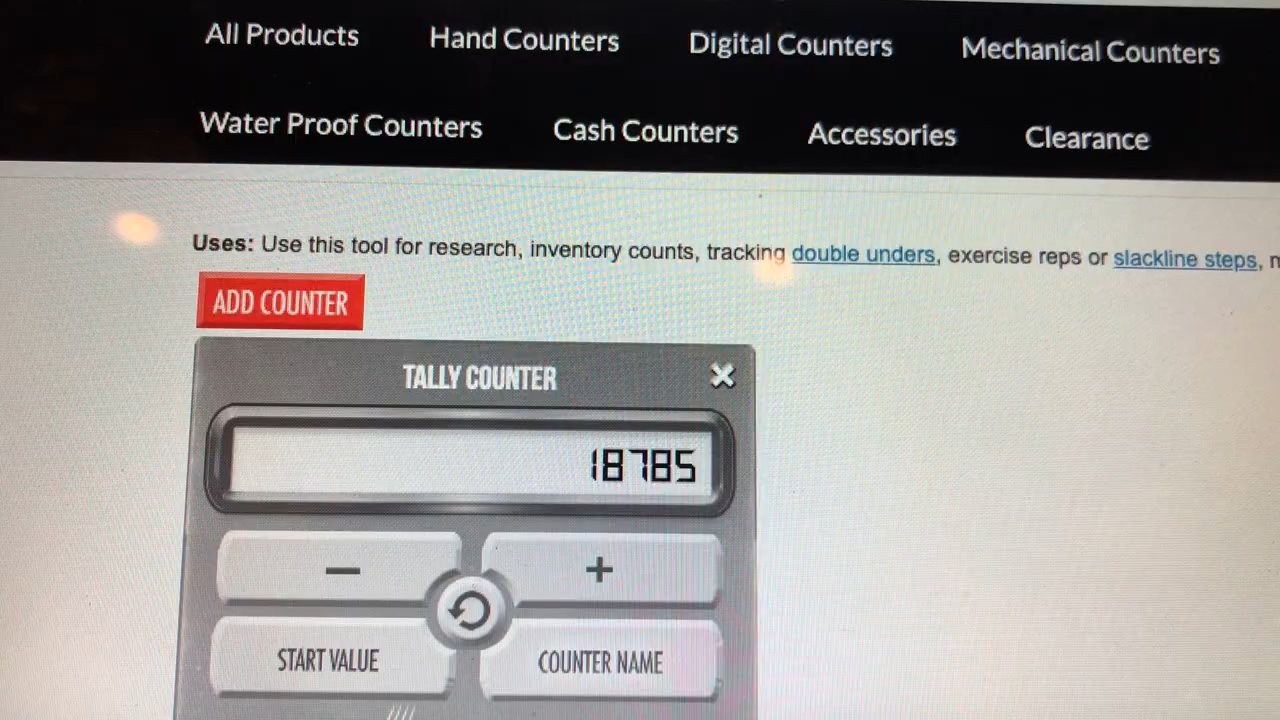 All Products Hand Counters Digital Counters Mechanical Counters
Water Proof Counters Cash Counters Accessories Clearance
Uses: Use this tool for research, inventory counts, tracking double unders, exercise reps or slackline steps,
ADD COUNTER
TALLY COUNTER
18785
− +
START VALUE COUNTER NAME